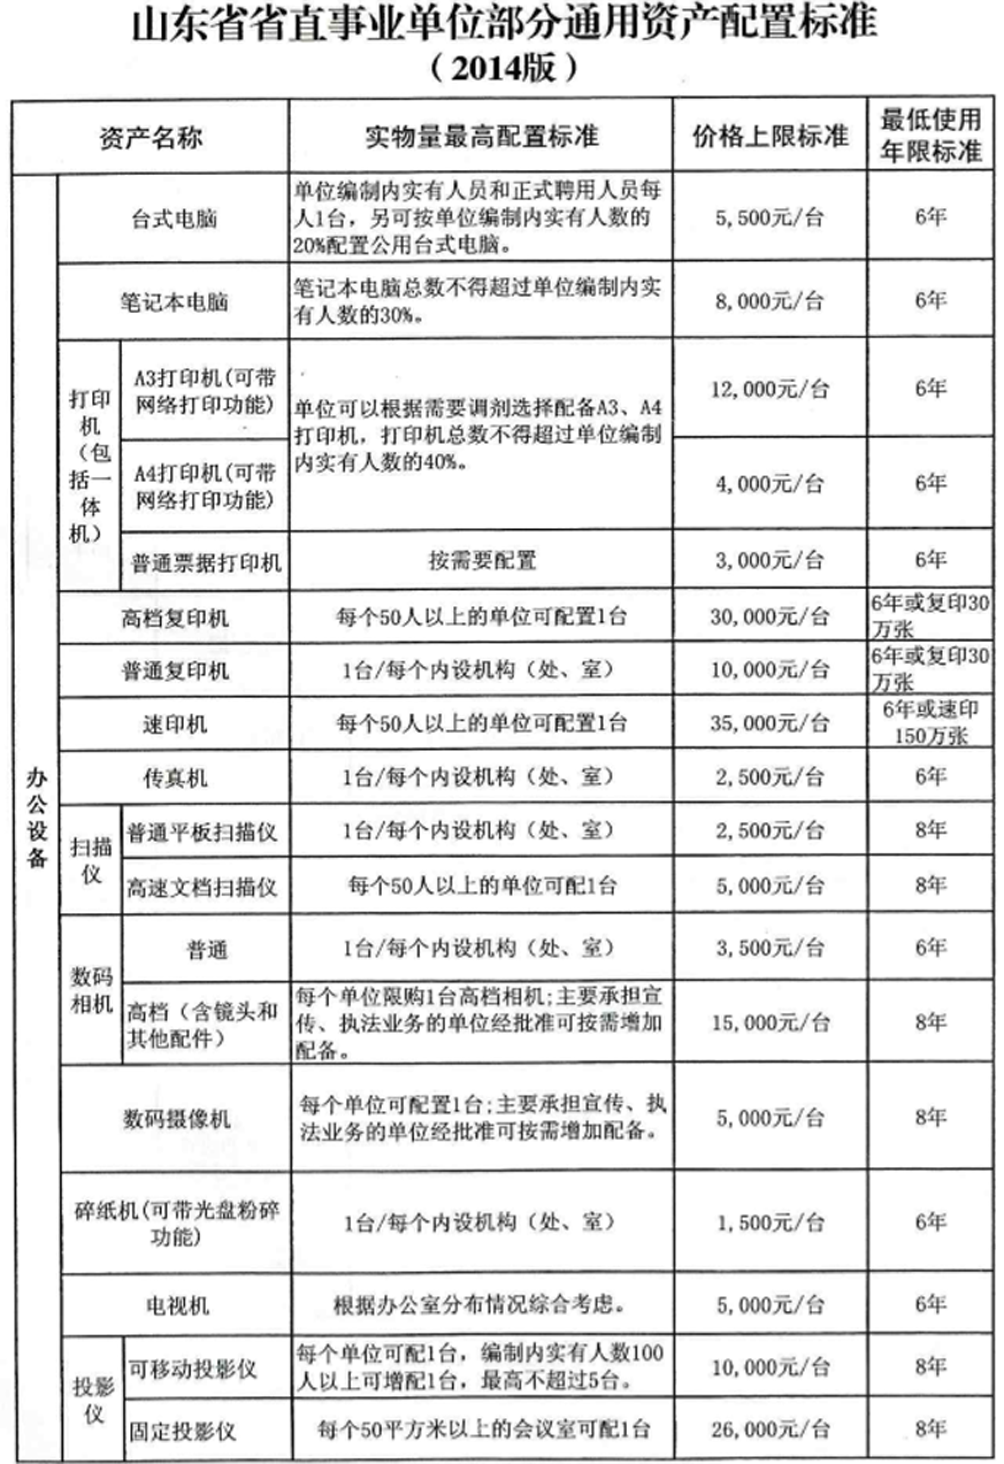 山东省省直事业单位部分通用资产配置标准
（2014版）
资产名称
实物量最高配置标准
价格上限标准
最低使用
年限标准
办公设备
台式电脑
单位编制内实有人员和正式聘用人员每
人1台，另可按单位编制内实有人数的
20%配置公用台式电脑。
5,500元/台
6年
笔记本电脑
笔记本电脑总数不得超过单位编制内实
有人数的30%。
8,000元/台
6年
打印
机
（包
括一
体
机）
A3打印机(可带
网络打印功能)
单位可以根据需要调剂选择配备A3、A4
打印机，打印机总数不得超过单位编制
内实有人数的40%。
12,000元/台
6年
A4打印机(可带
网络打印功能)
4,000元/台
6年
普通票据打印机
按需要配置
3,000元/台
6年
高档复印机
每个50人以上的单位可配置1台
30,000元/台
6年或复印30
万张
普通复印机
1台/每个内设机构（处、室）
10,000元/台
6年或复印30
万张
速印机
每个50人以上的单位可配置1台
35,000元/台
6年或速印
150万张
传真机
1台/每个内设机构（处、室）
2,500元/台
6年
扫描
仪
普通平板扫描仪
1台/每个内设机构（处、室）
2,500元/台
8年
高速文档扫描仪
每个50人以上的单位可配1台
5,000元/台
8年
数码
相机
普通
1台/每个内设机构（处、室）
3,500元/台
6年
高档（含镜头和
其他配件）
每个单位限购1台高档相机;主要承担宣
传、执法业务的单位经批准可按需增加
配备。
15,000元/台
8年
数码摄像机
每个单位可配置1台;主要承担宣传、执
法业务的单位经批准可按需增加配备。
5,000元/台
8年
碎纸机(可带光盘粉碎
功能)
1台/每个内设机构（处、室）
1,500元/台
6年
电视机
根据办公室分布情况综合考虑。
5,000元/台
6年
投影
仪
可移动投影仪
每个单位可配1台，编制内实有人数100
人以上可增配1台，最高不超过5台。
10,000元/台
8年
固定投影仪
每个50平方米以上的会议室可配1台
26,000元/台
8年